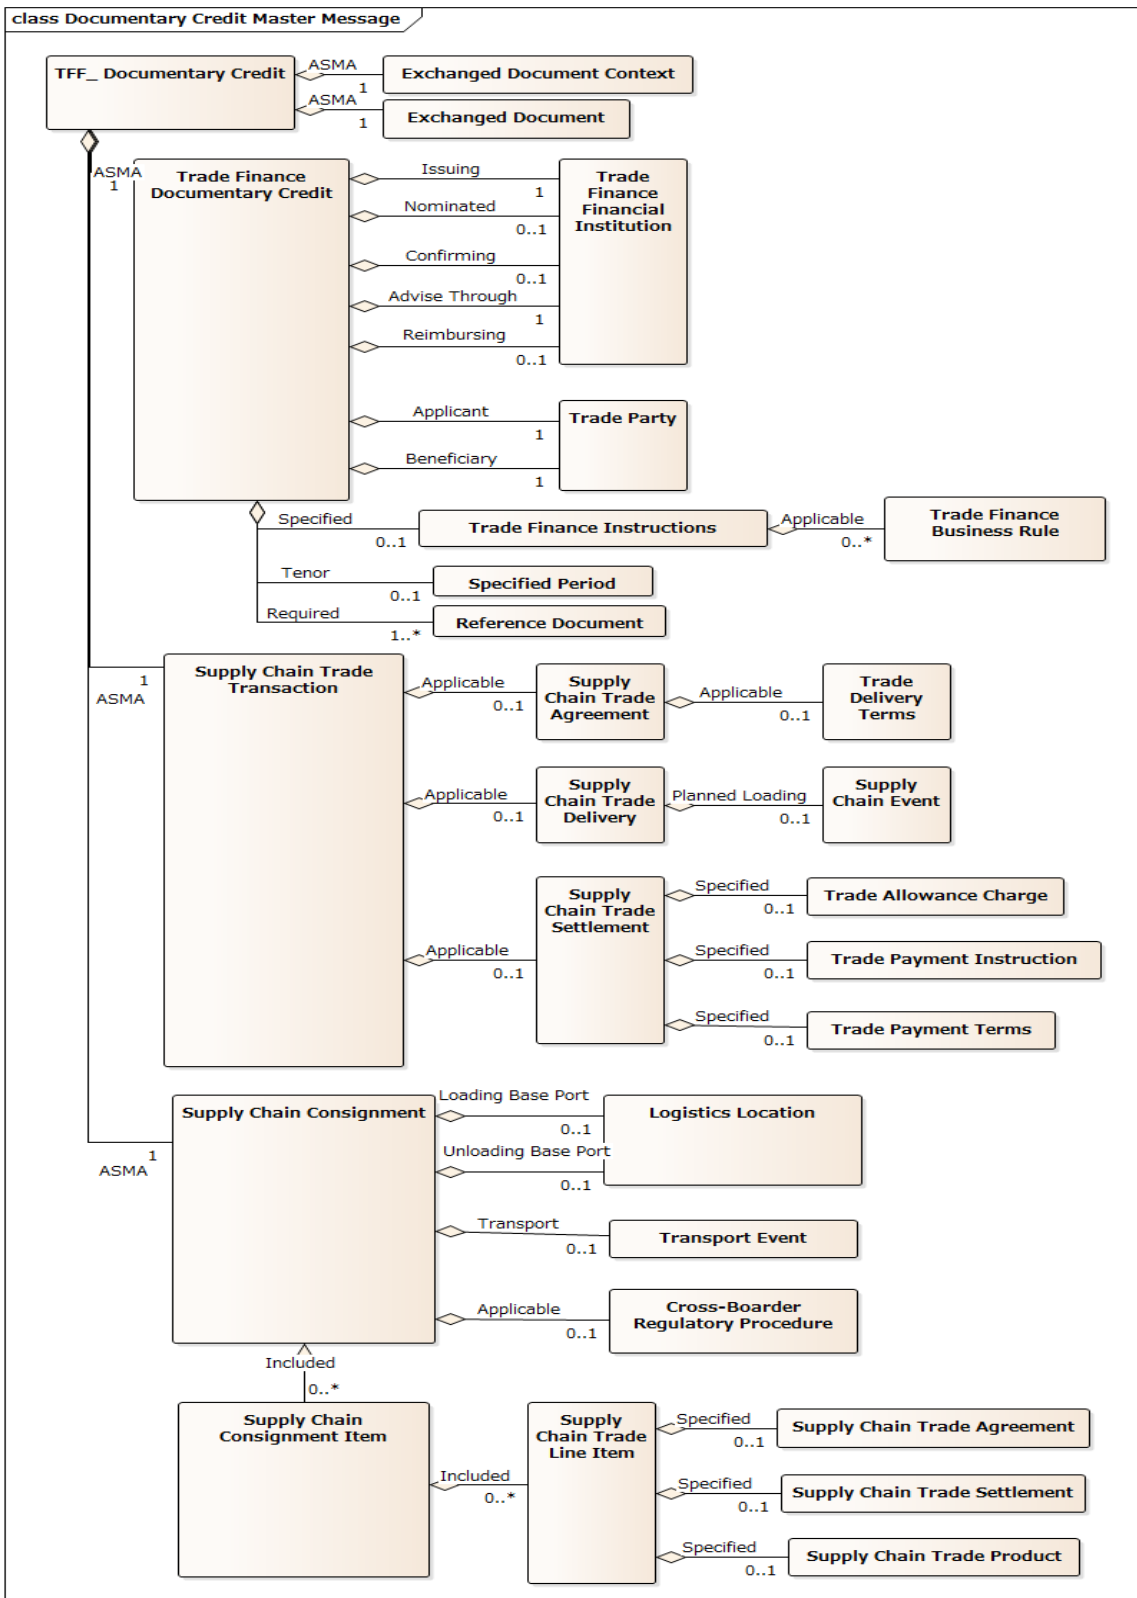 class Documentary Credit Master Message
TFF_ Documentary Credit
ASMA
1
Exchanged Document Context
ASMA
1
Exchanged Document
ASMA
1
Trade Finance
Documentary Credit
Issuing
1
Nominated
0..1
Confirming
0..1
Advise Through
1
Reimbursing
0..1
Trade
Finance
Financial
Institution
Applicant
1
Beneficiary
1
Trade Party
Specified
0..1
Trade Finance Instructions
Applicable
0..*
Trade Finance
Business Rule
Tenor
0..1
Specified Period
Required
1..*
Reference Document
1
ASMA
Supply Chain Trade
Transaction
Applicable
0..1
Supply
Chain Trade
Agreement
Applicable
0..1
Trade
Delivery
Terms
Applicable
0..1
Supply
Chain Trade
Delivery
Planned Loading
0..1
Supply
Chain Event
Applicable
0..1
Supply
Chain Trade
Settlement
Specified
0..1
Trade Allowance Charge
Specified
0..1
Trade Payment Instruction
Specified
0..1
Trade Payment Terms
1
ASMA
Supply Chain Consignment
Loading Base Port
0..1
Unloading Base Port
0..1
Logistics Location
Transport
0..1
Transport Event
Applicable
0..1
Cross-Boarder
Regulatory Procedure
Included
0..*
Supply Chain
Consignment Item
Included
0..*
Supply
Chain Trade
Line Item
Specified
0..1
Supply Chain Trade Agreement
Specified
0..1
Supply Chain Trade Settlement
Specified
0..1
Supply Chain Trade Product